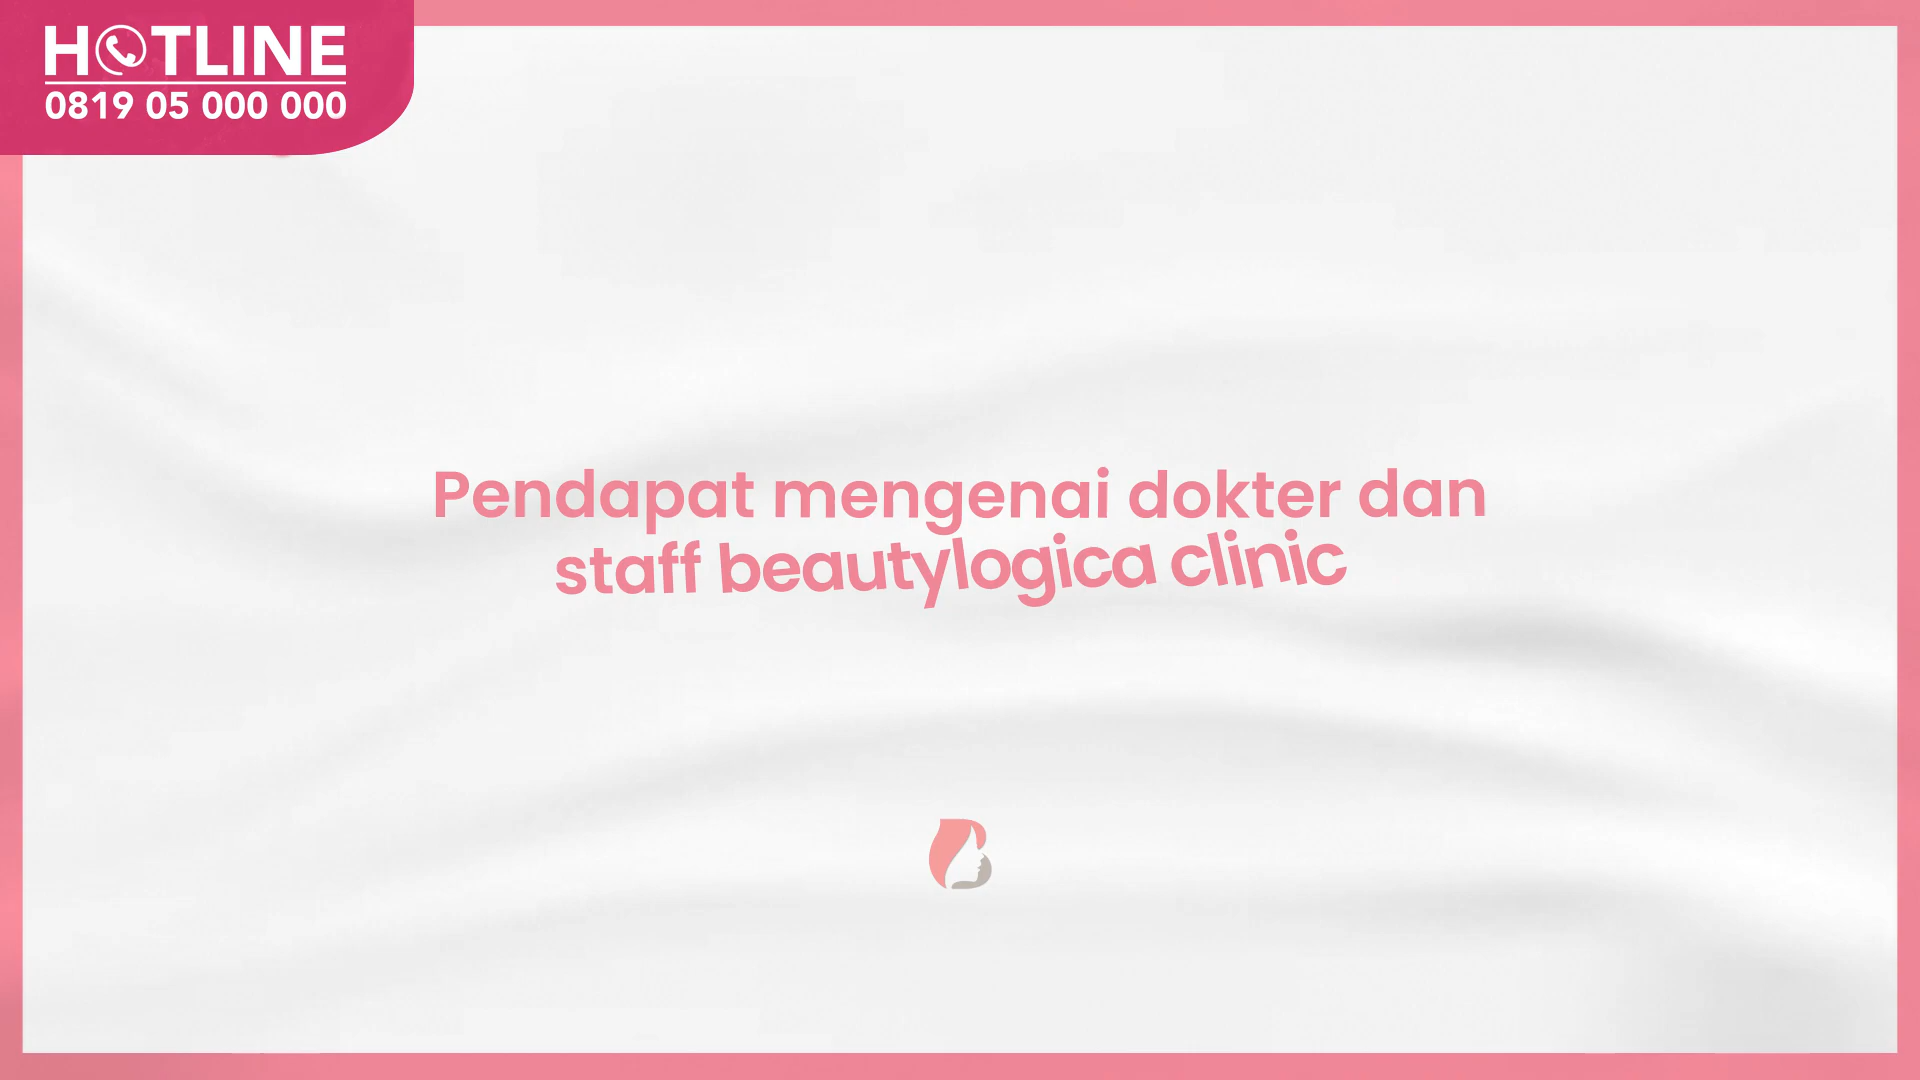 HOTLINE
0819 05 000 000
Pendapat mengenai dokter dan
staff beautylogica clinic